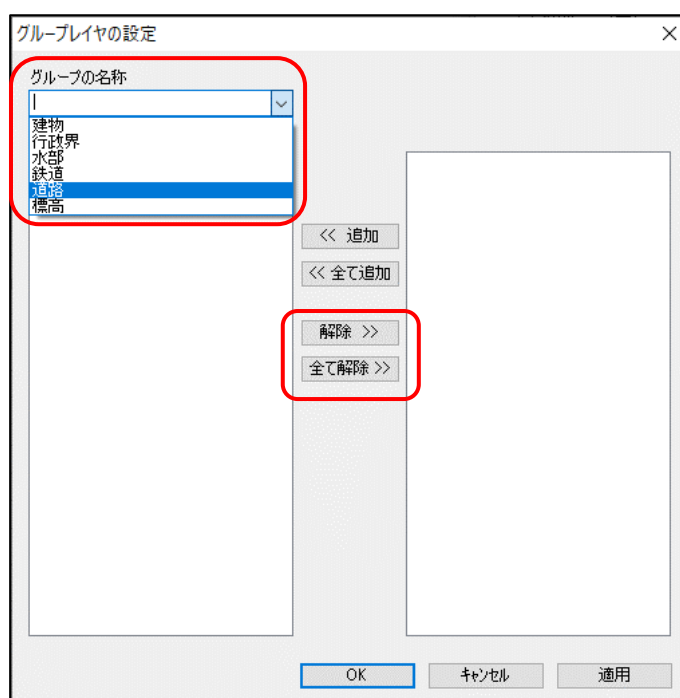 グループレイヤの設定
グループの名称
建物
行政界
水部
鉄道
道路
標高
<< 追加
<< 全て追加
解除 >>
全て解除 >>
OK
キャンセル
適用